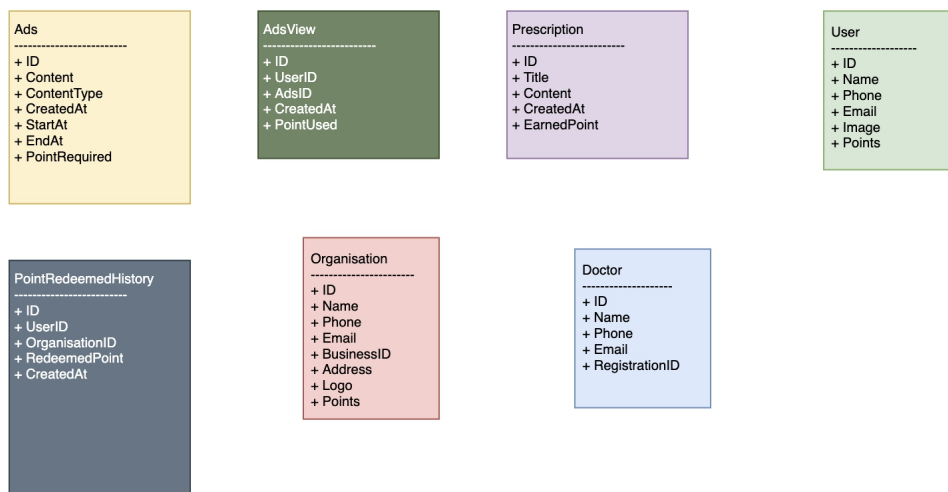 Ads
-------------------------
+ ID
+ Content
+ ContentType
+ CreatedAt
+ StartAt
+ EndAt
+ PointRequired
AdsView
-------------------------
+ ID
+ UserID
+ AdsID
+ CreatedAt
+ PointUsed
Prescription
-------------------------
+ ID
+ Title
+ Content
+ CreatedAt
+ EarnedPoint
User
-------------------
+ ID
+ Name
+ Phone
+ Email
+ Image
+ Points
PointRedeemedHistory
-------------------------
+ ID
+ UserID
+ OrganisationID
+ RedeemedPoint
+ CreatedAt
Organisation
-----------------------
+ ID
+ Name
+ Phone
+ Email
+ BusinessID
+ Address
+ Logo
+ Points
Doctor
--------------------
+ ID
+ Name
+ Phone
+ Email
+ RegistrationID